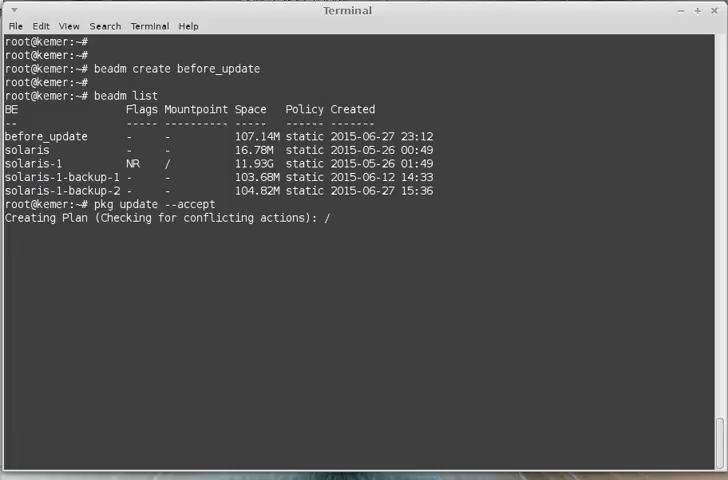 Terminal
File Edit View Search Terminal Help
root@kemer:~#
root@kemer:~#
root@kemer:~# beadm create before_update
root@kemer:~#
root@kemer:~# beadm list
BE Flags Mountpoint Space Policy Created
-- ----- ---------- ----- ------ -------
before_update - - 107.14M static 2015-06-27 23:12
solaris - - 16.78M static 2015-05-26 00:49
solaris-1 NR / 11.93G static 2015-05-26 01:49
solaris-1-backup-1 - - 103.68M static 2015-06-12 14:33
solaris-1-backup-2 - - 104.82M static 2015-06-27 15:36
root@kemer:~# pkg update --accept
Creating Plan (Checking for conflicting actions): /